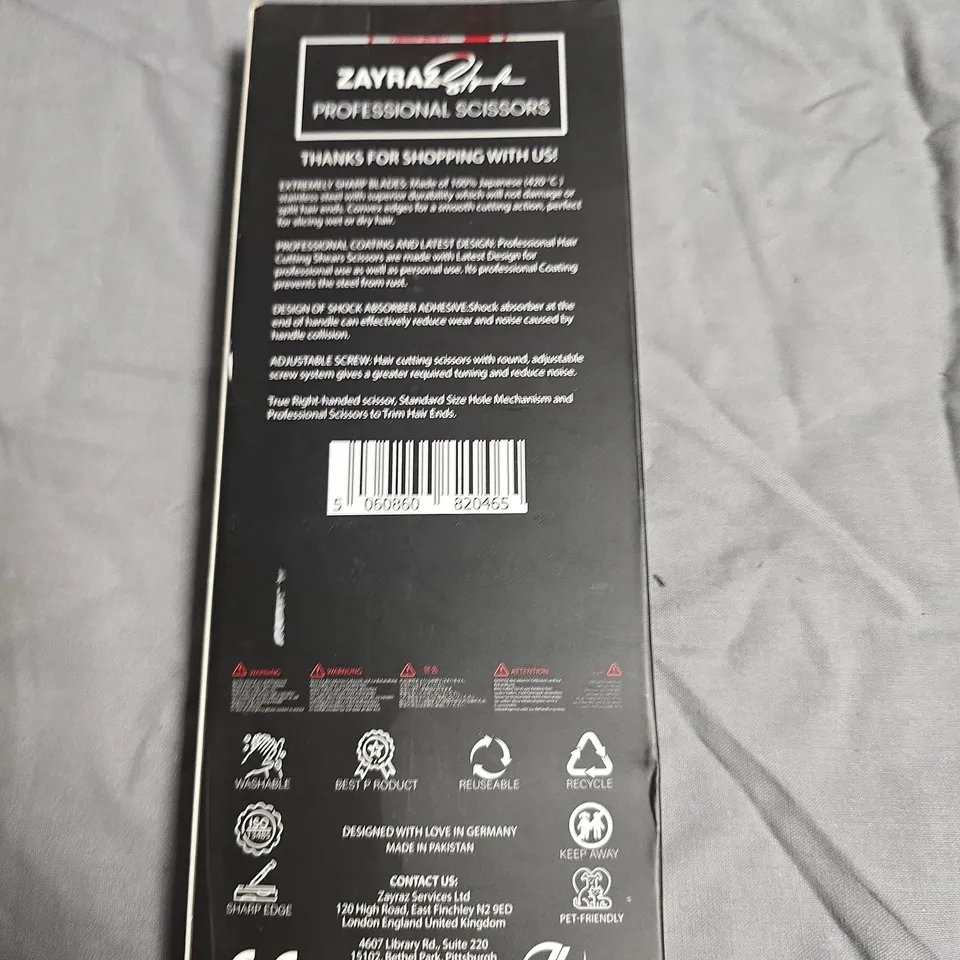 ZAYRAZ Style
PROFESSIONAL SCISSORS
THANKS FOR SHOPPING WITH US!
EXTREMELY SHARP BLADES: Made of 100% Japanese (420 °C)
stainless steel with superior durability which will not damage or
split hair ends. Convex edges for a smooth cutting action, perfect
for slicing wet or dry hair.
PROFESSIONAL COATING AND LATEST DESIGN: Professional Hair
Cutting Shears Scissors are made with Latest Design for
professional use as well as personal use. Its professional Coating
prevents the steel from rust.
DESIGN OF SHOCK ABSORBER ADHESIVE:Shock absorber at the
end of handle can effectively reduce wear and noise caused by
handle collision.
ADJUSTABLE SCREW: Hair cutting scissors with round, adjustable
screw system gives a greater required tuning and reduce noise.
True Right-handed scissor, Standard Size Hole Mechanism and
Professional Scissors to Trim Hair Ends.
5 060860 820465
WARNING
WARNUNG
ATTENTION
WASHABLE
BEST P RODUCT
REUSEABLE
RECYCLE
ISO
13485
DESIGNED WITH LOVE IN GERMANY
MADE IN PAKISTAN
KEEP AWAY
SHARP EDGE
CONTACT US:
Zayraz Services Ltd
120 High Road, East Finchley N2 9ED
London England United Kingdom
PET-FRIENDLY
4607 Library Rd., Suite 220
15102, Bethel Park, Pittsburgh